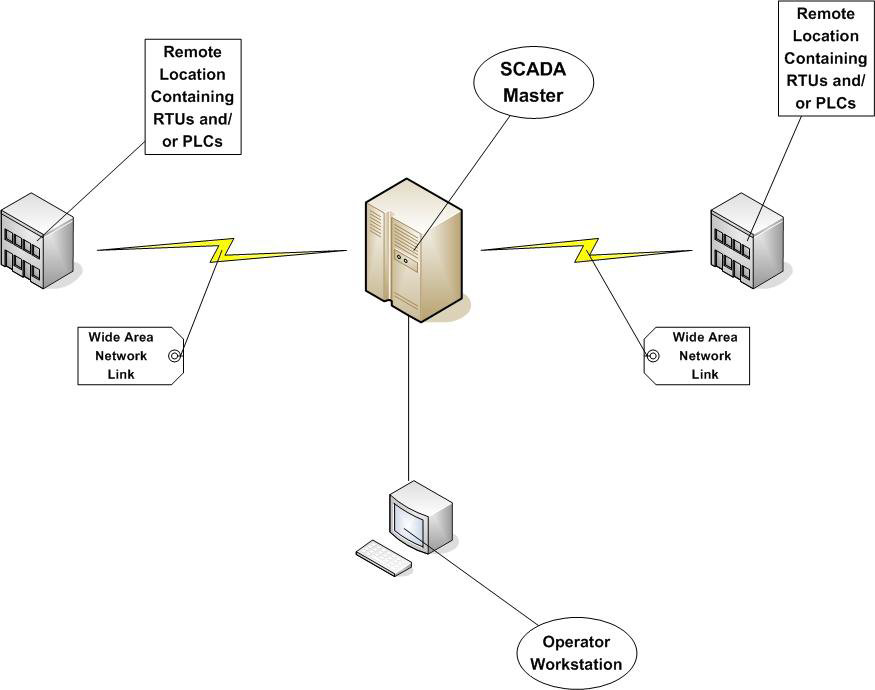 Remote
Location
Containing
RTUs and/
or PLCs
SCADA
Master
Remote
Location
Containing
RTUs and/
or PLCs
Wide Area
Network
Link
Wide Area
Network
Link
Operator
Workstation